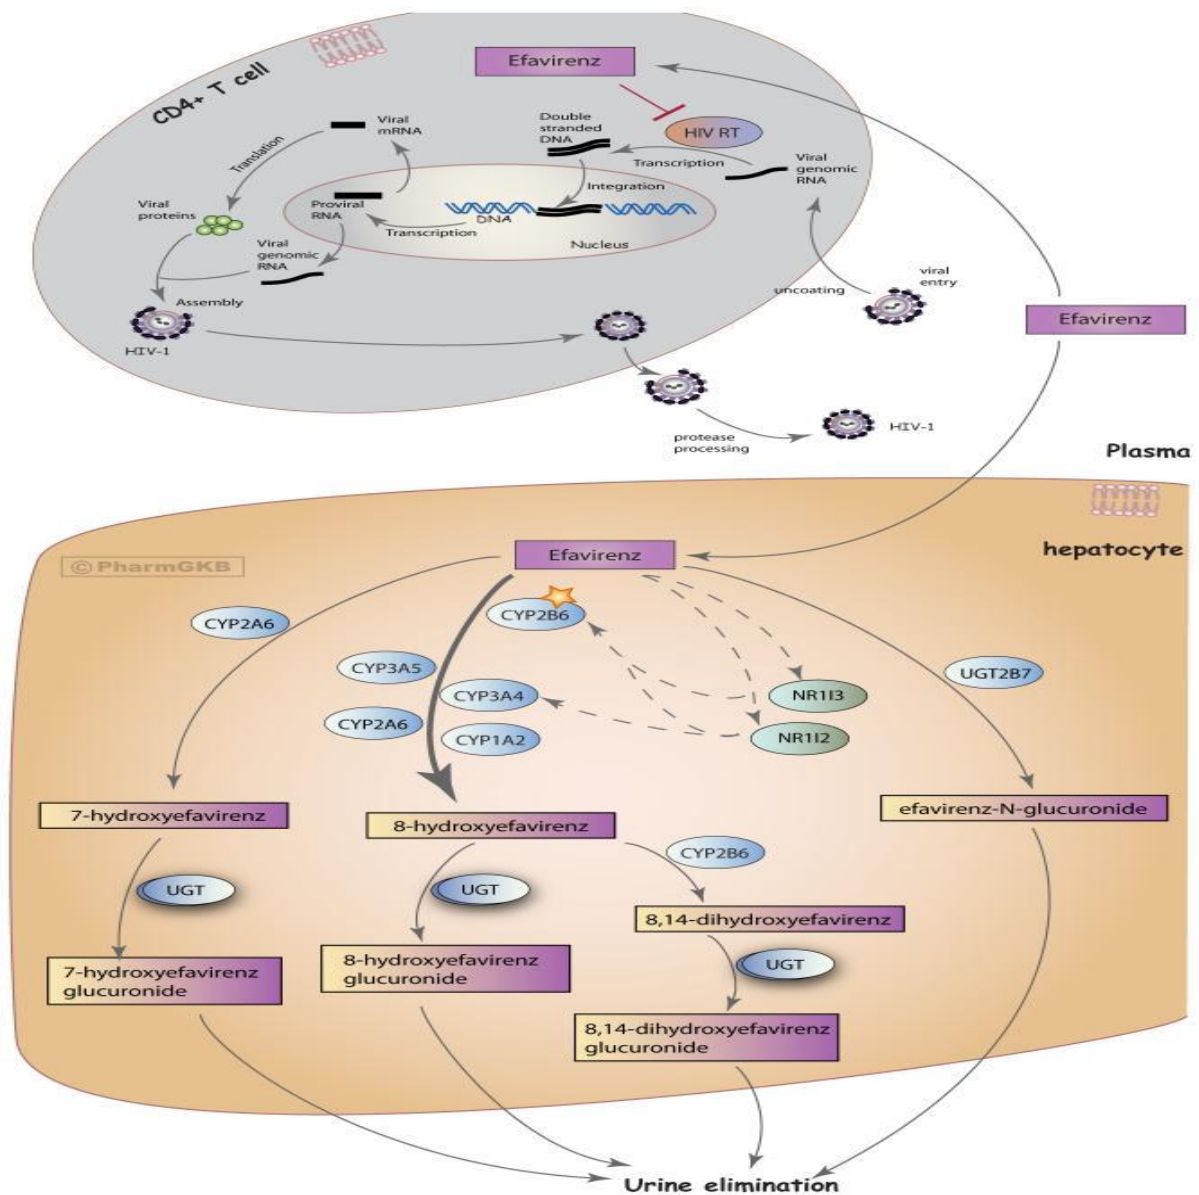 CD4+ T cell
Efavirenz
Viral
mRNA
Double
stranded
DNA
HIV RT
Translation
Transcription
Viral
genomic
RNA
Integration
Viral
proteins
Proviral
RNA
DNA
Transcription
Nucleus
Viral
genomic
RNA
viral
entry
uncoating
Assembly
HIV-1
Efavirenz
protease
processing
HIV-1
Plasma
hepatocyte
© PharmGKB
Efavirenz
CYP2A6
CYP2B6
CYP3A5
CYP3A4
CYP2A6
CYP1A2
NR1I3
NR1I2
UGT2B7
7-hydroxyefavirenz
8-hydroxyefavirenz
efavirenz-N-glucuronide
CYP2B6
UGT
UGT
8,14-dihydroxyefavirenz
7-hydroxyefavirenz
glucuronide
8-hydroxyefavirenz
glucuronide
UGT
8,14-dihydroxyefavirenz
glucuronide
Urine elimination